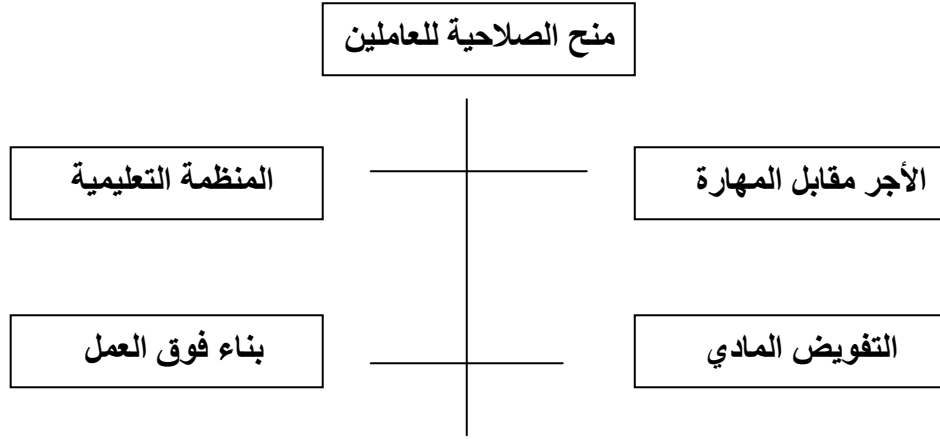 منح الصلاحية للعاملين
الأجر مقابل المهارة
المنظمة التعليمية
التفويض المادي
بناء فوق العمل